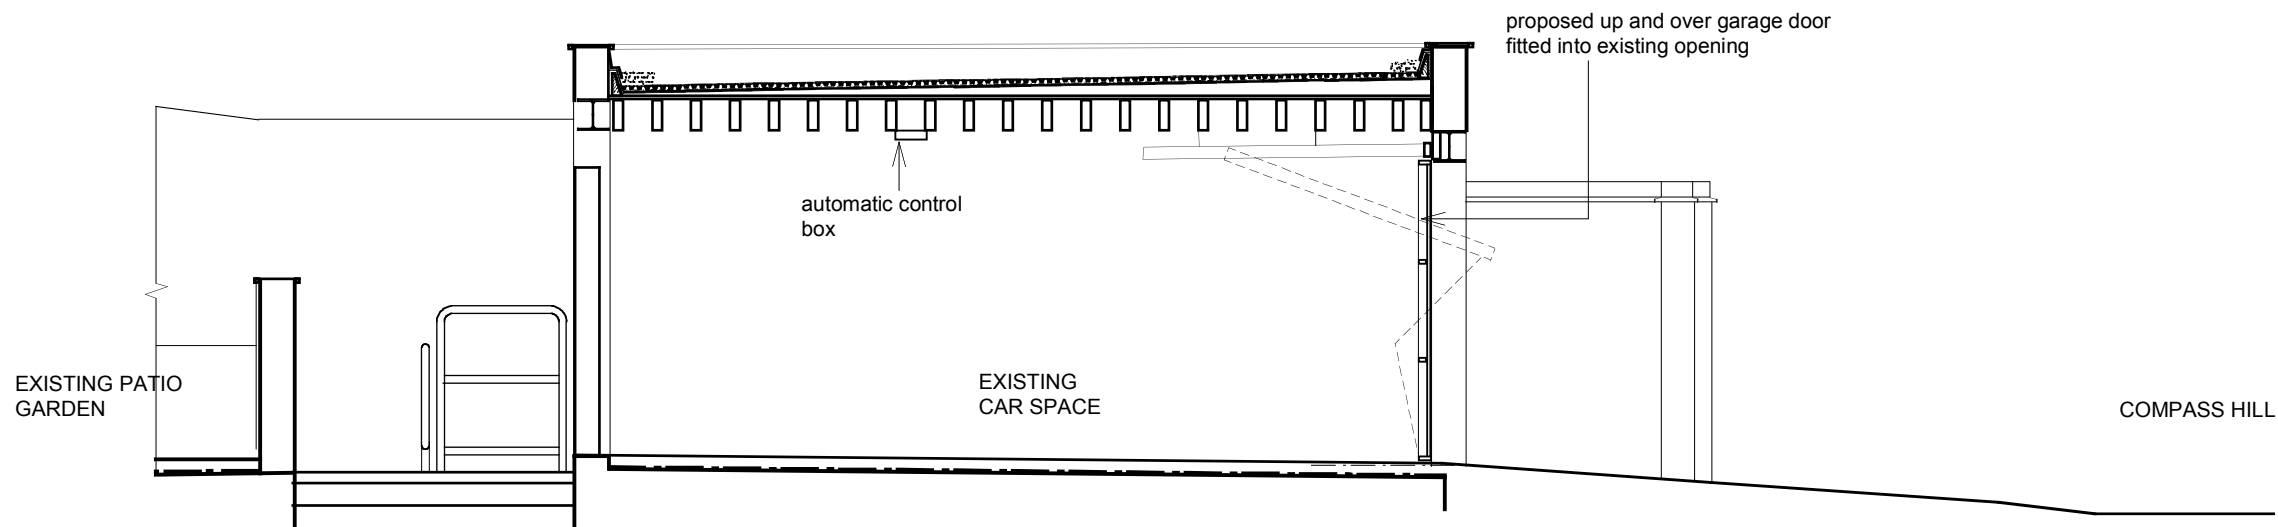 proposed up and over garage door
fitted into existing opening
automatic control
box
EXISTING PATIO
GARDEN
EXISTING
CAR SPACE
COMPASS HILL